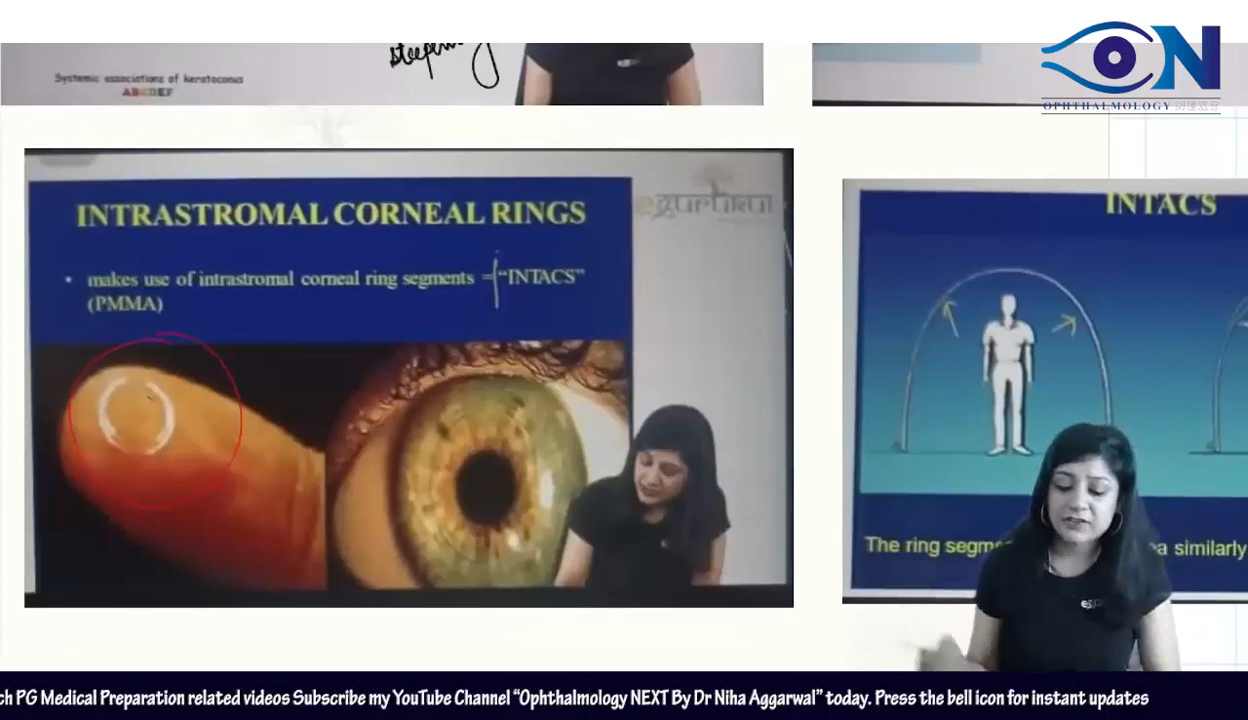 steepening
Systemic associations of keratoconus
ABCDEF
ON
OPHTHALMOLOGY
INTRASTROMAL CORNEAL RINGS
egurukul
• makes use of intrastromal corneal ring segments – "INTACS"
(PMMA)
INTACS
The ring segm
a similarly
ch PG Medical Preparation related videos Subscribe my YouTube Channel "Ophthalmology NEXT By Dr Niha Aggarwal" today. Press the bell icon for instant updates